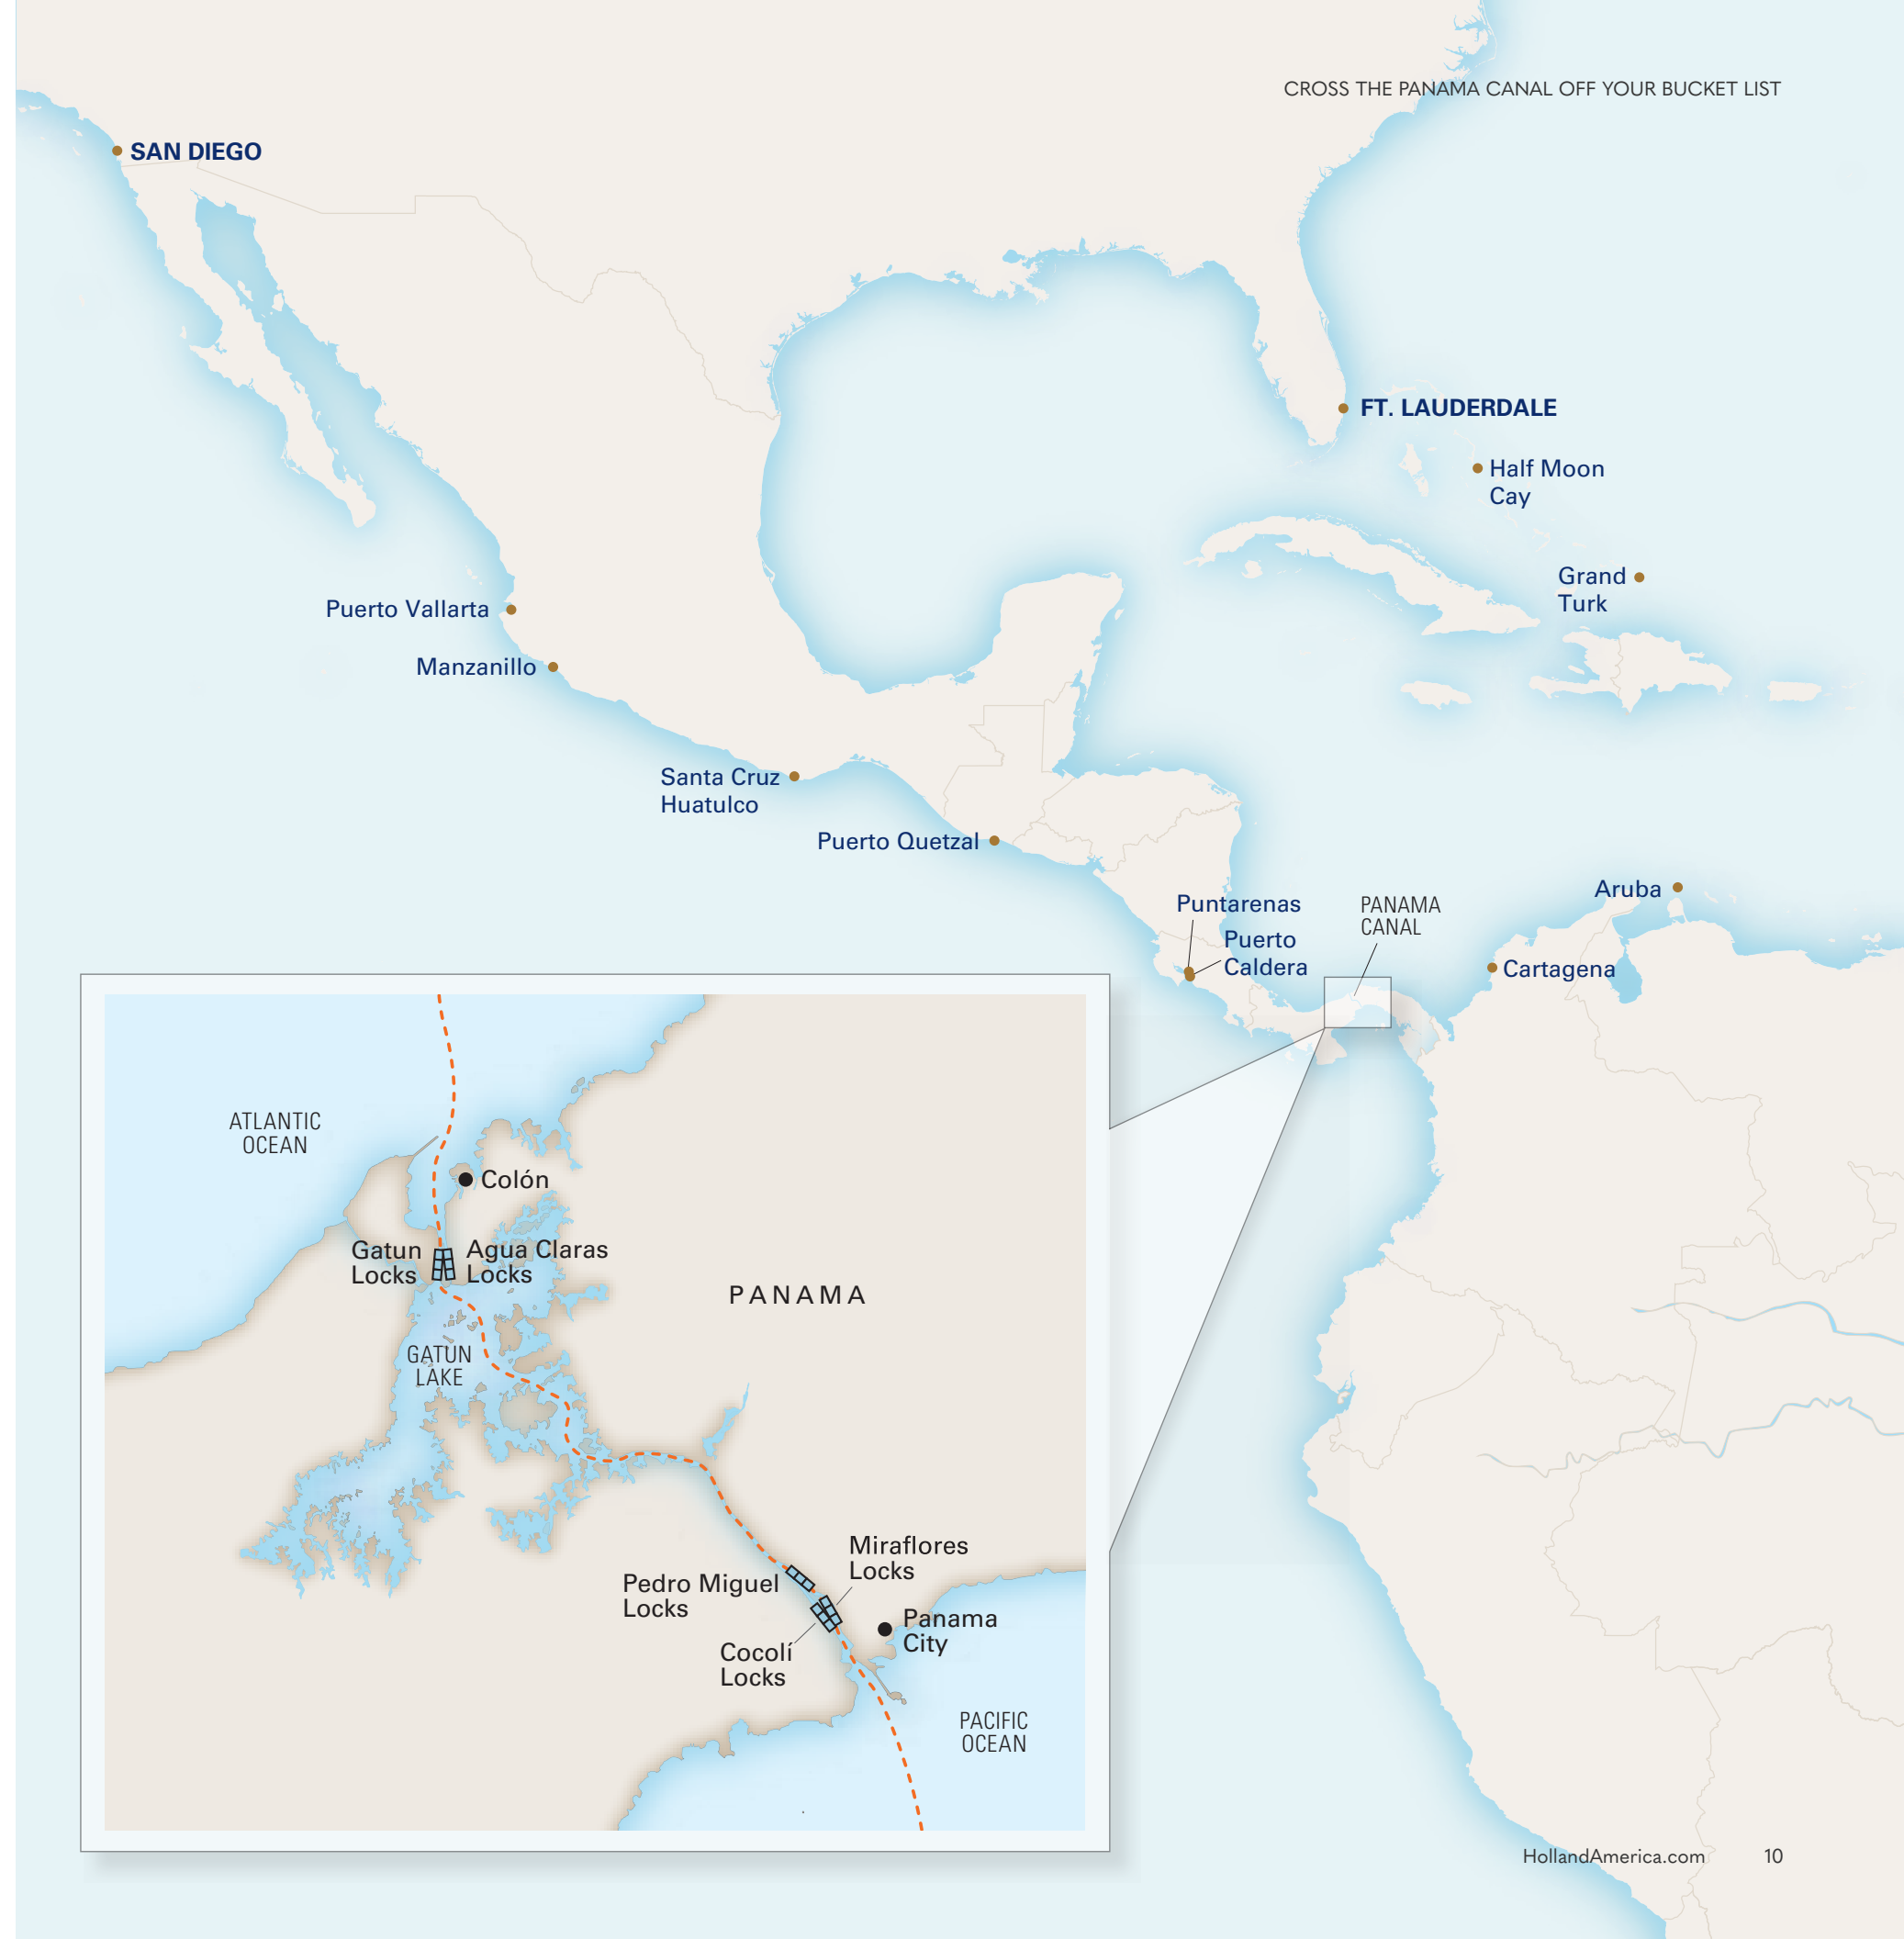 CROSS THE PANAMA CANAL OFF YOUR BUCKET LIST
SAN DIEGO
FT. LAUDERDALE
Half Moon
Cay
Grand
Turk
Puerto Vallarta
Manzanillo
Santa Cruz
Huatulco
Puerto Quetzal
Aruba
Puntarenas
PANAMA
CANAL
Puerto
Caldera
Cartagena
ATLANTIC
OCEAN
Colón
Gatun
Locks
Agua Claras
Locks
PANAMA
GATUN
LAKE
Miraflores
Locks
Pedro Miguel
Locks
Panama
City
Cocolí
Locks
PACIFIC
OCEAN
HollandAmerica.com 10